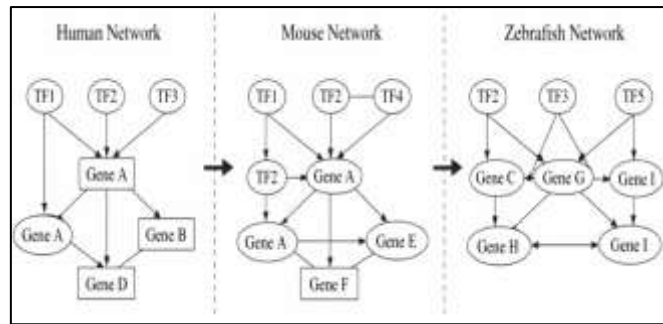 Human Network
Mouse Network
Zebrafish Network
TF1 TF2 TF3
TF1 TF2 TF4
TF2 TF3 TF5
Gene A
TF2 Gene A
Gene C Gene G Gene I
Gene A Gene B
Gene A Gene E
Gene H Gene I
Gene D
Gene F